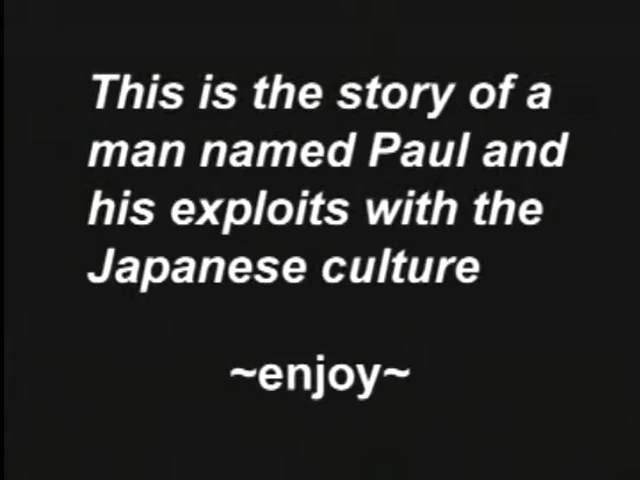 This is the story of a
man named Paul and
his exploits with the
Japanese culture
~enjoy~